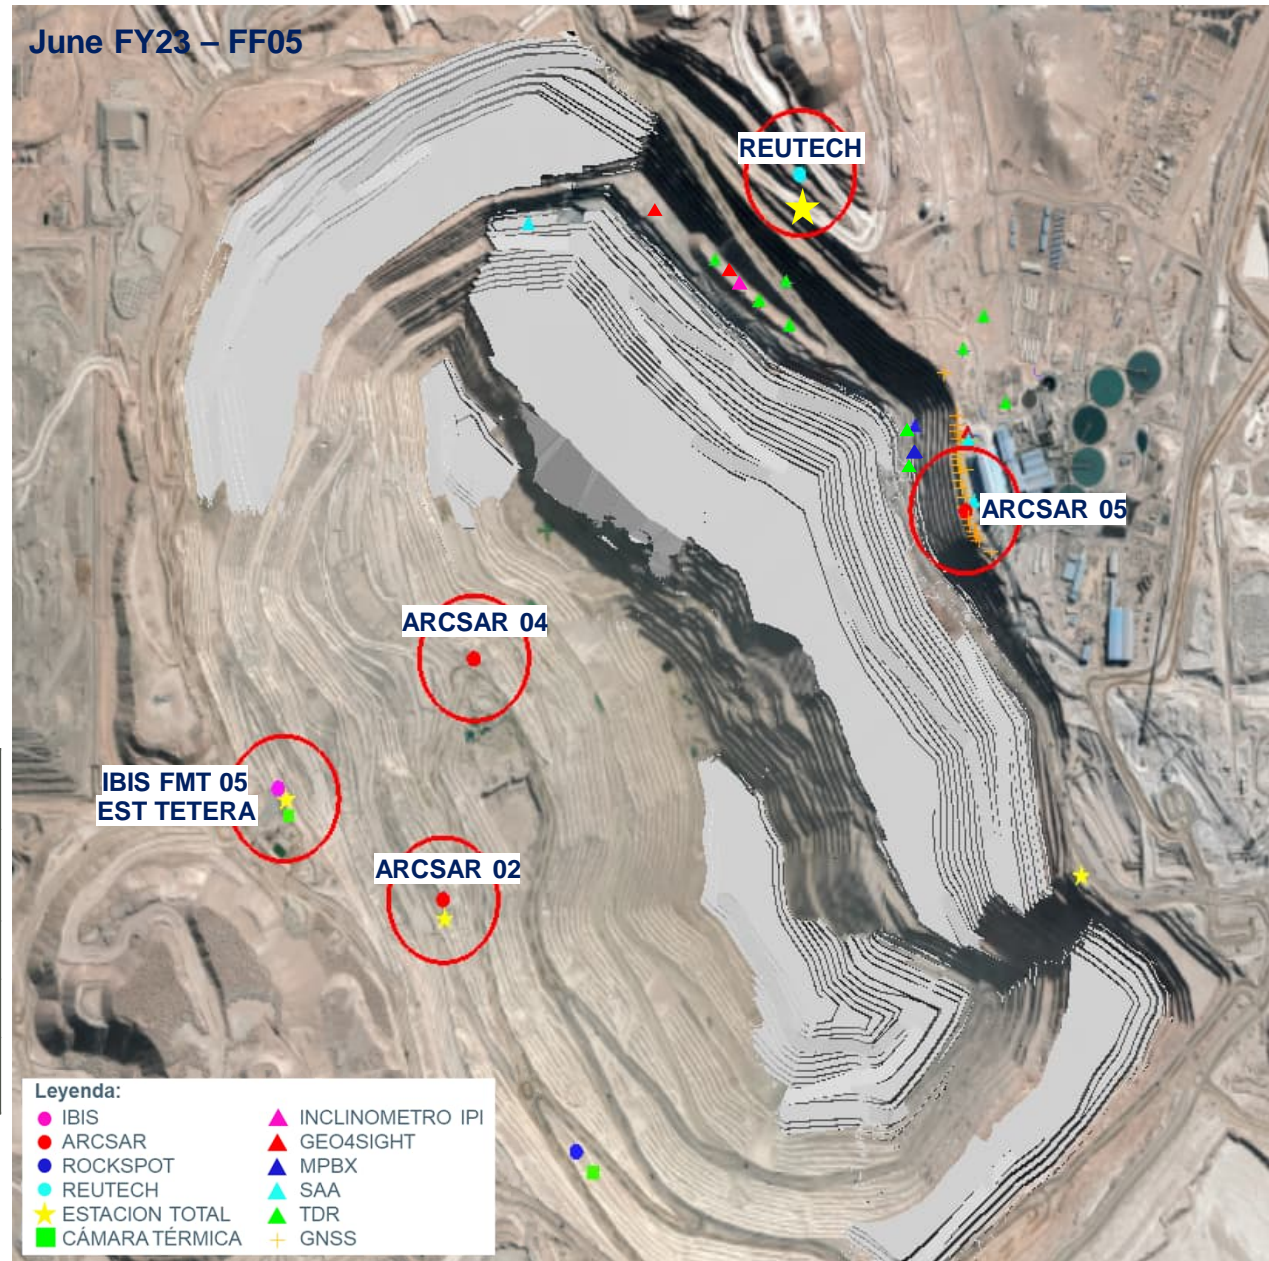 June FY23 – FF05
REUTECH
ARCSAR 05
ARCSAR 04
IBIS FMT 05
EST TETERA
ARCSAR 02
Leyenda:
IBIS
ARCSAR
ROCKSPOT
REUTECH
ESTACION TOTAL
CÁMARA TÉRMICA
INCLINOMETRO IPI
GEO4SIGHT
MPBX
SAA
TDR
GNSS